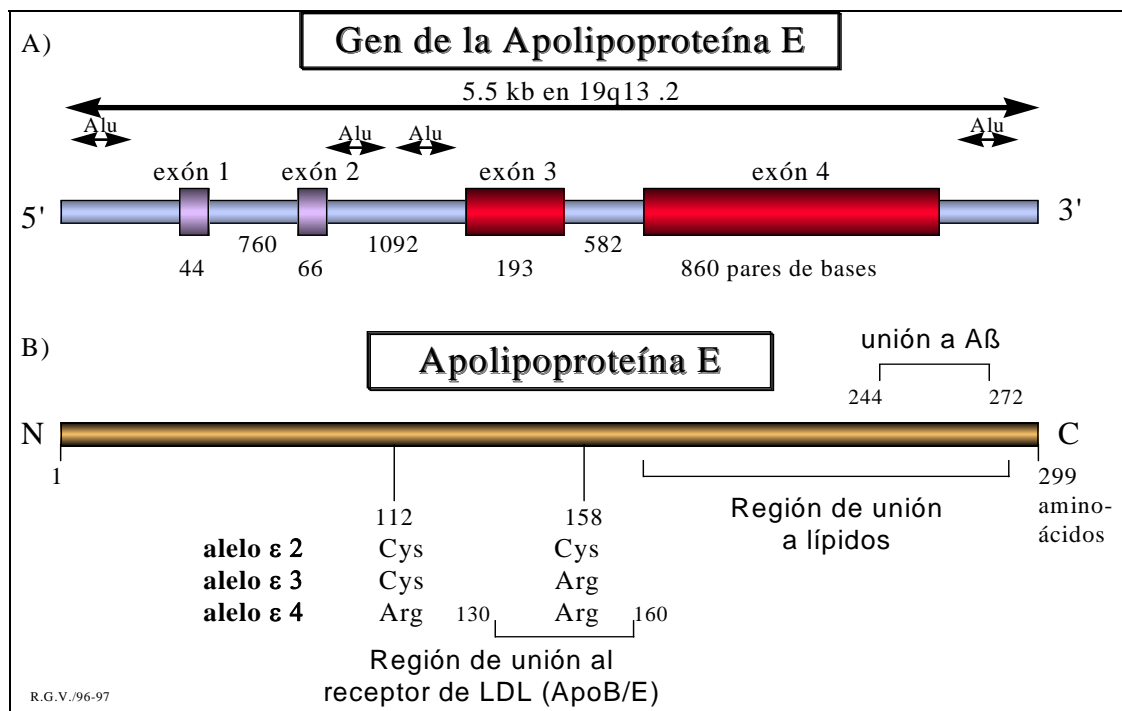 A)
Gen de la Apolipoproteína E
5.5 kb en 19q13 .2
Alu
Alu
Alu
Alu
exón 1
exón 2
exón 3
exón 4
5'
3'
760
1092
582
44
66
193
860 pares de bases
B)
Apolipoproteína E
unión a Aß
244
272
N
C
1
299
amino-
ácidos
112
158
Región de unión
a lípidos
alelo ε 2 Cys Cys
alelo ε 3 Cys Arg
alelo ε 4 Arg Arg
130
160
Región de unión al
receptor de LDL (ApoB/E)
R.G.V./96-97